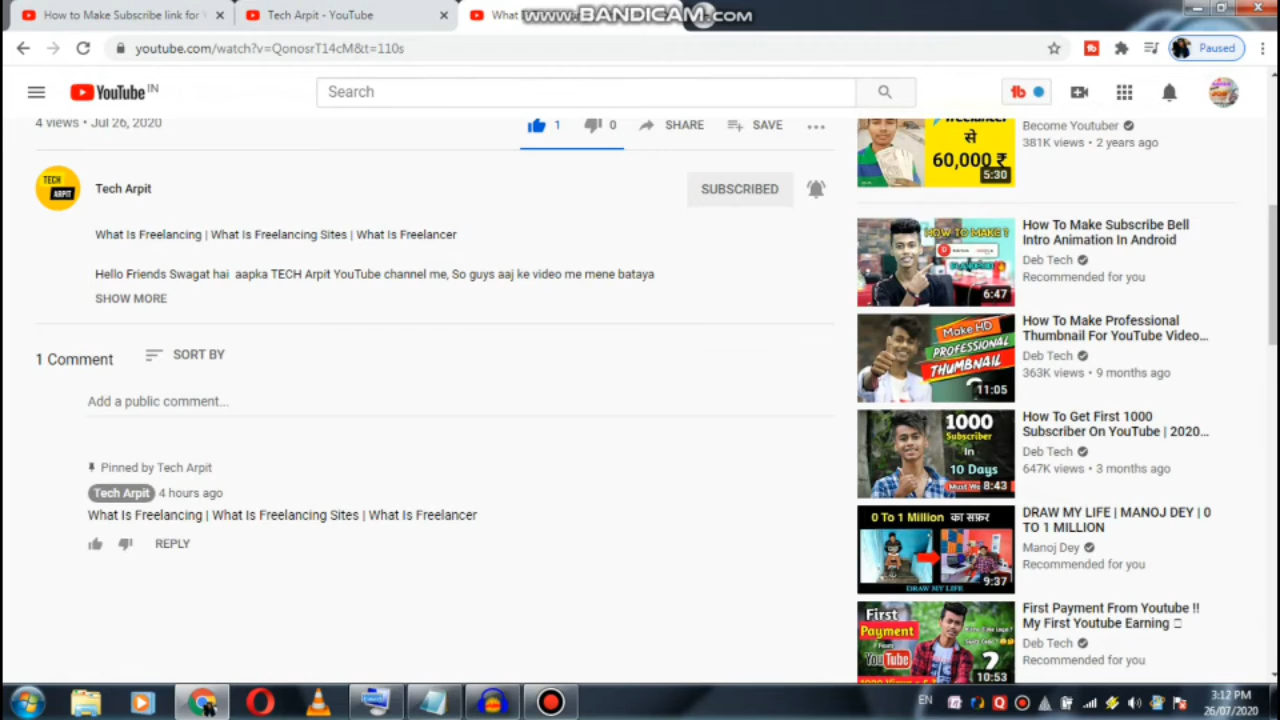 How to Make Subscribe link for
Tech Arpit - YouTube
What
WWW.BANDICAM.COM
youtube.com/watch?v=QonosrT14cM&t=110s
Paused
YouTube IN
Search
4 views • Jul 26, 2020
1
0
SHARE
SAVE
TECH
ARPIT
Tech Arpit
SUBSCRIBED
What Is Freelancing | What Is Freelancing Sites | What Is Freelancer
Hello Friends Swagat hai aapka TECH Arpit YouTube channel me, So guys aaj ke video me mene bataya
SHOW MORE
1 Comment
SORT BY
Add a public comment...
Pinned by Tech Arpit
Tech Arpit 4 hours ago
What Is Freelancing | What Is Freelancing Sites | What Is Freelancer
REPLY
freelancer
से
60,000 ₹
5:30
Become Youtuber
381K views • 2 years ago
HOW TO MAKE ?
6:47
How To Make Subscribe Bell
Intro Animation In Android
Deb Tech
Recommended for you
Make HD
PROFESSIONAL
THUMBNAIL
11:05
How To Make Professional
Thumbnail For YouTube Video...
Deb Tech
363K views • 9 months ago
1000
Subscriber
In
10 Days
8:43
How To Get First 1000
Subscriber On YouTube | 2020...
Deb Tech
647K views • 3 months ago
0 To 1 Million का सफ़र
DRAW MY LIFE
9:37
DRAW MY LIFE | MANOJ DEY | 0
TO 1 MILLION
Manoj Dey
Recommended for you
First
Payment
From
YouTube
?
10:53
First Payment From Youtube !!
My First Youtube Earning
Deb Tech
Recommended for you
EN
3:12 PM
26/07/2020